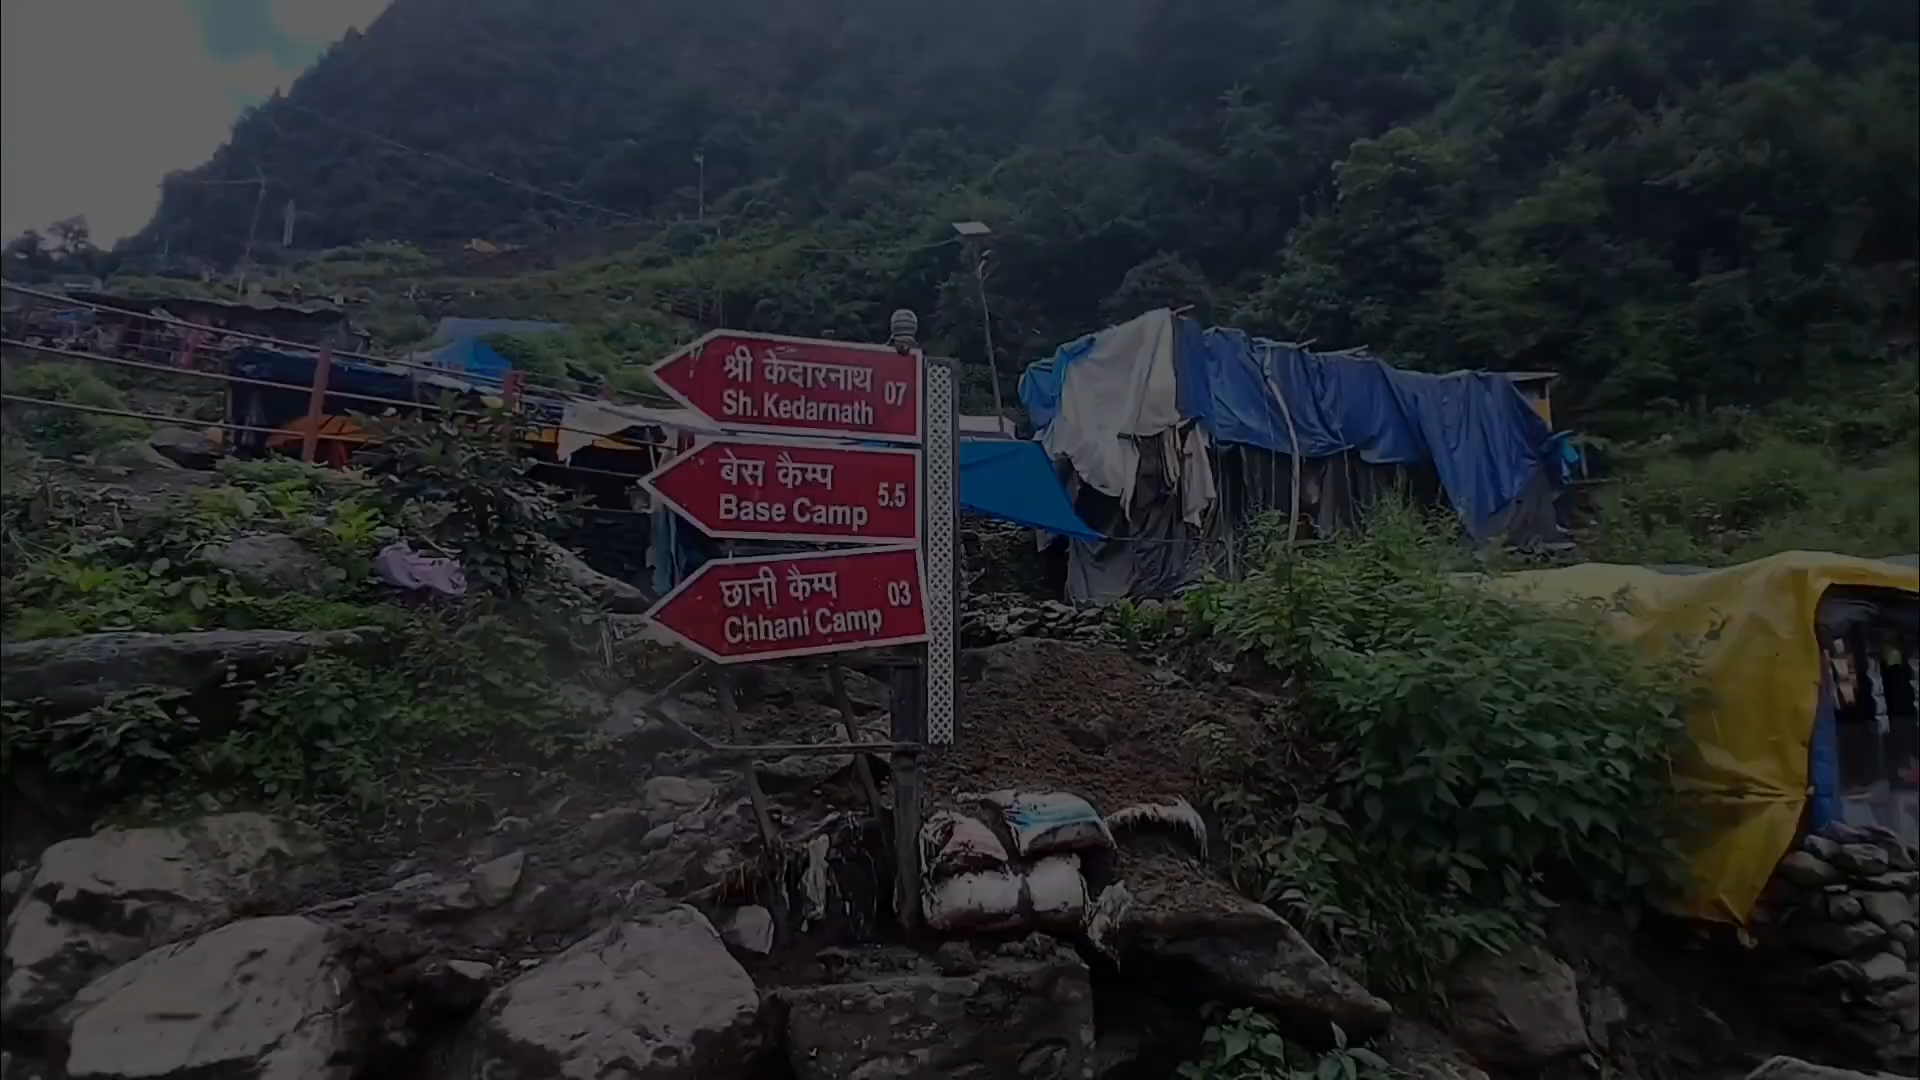 श्री केदारनाथ 07
Sh. Kedarnath
बेस कैम्प 5.5
Base Camp
छानी कैम्प 03
Chhani Camp